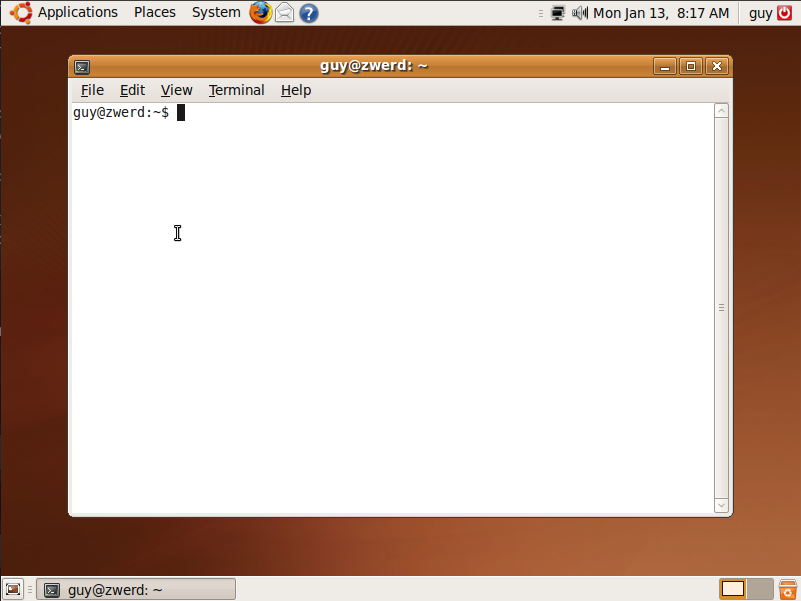 Applications Places System Mon Jan 13, 8:17 AM guy
guy@zwerd: ~
File Edit View Terminal Help
guy@zwerd:~$
guy@zwerd: ~